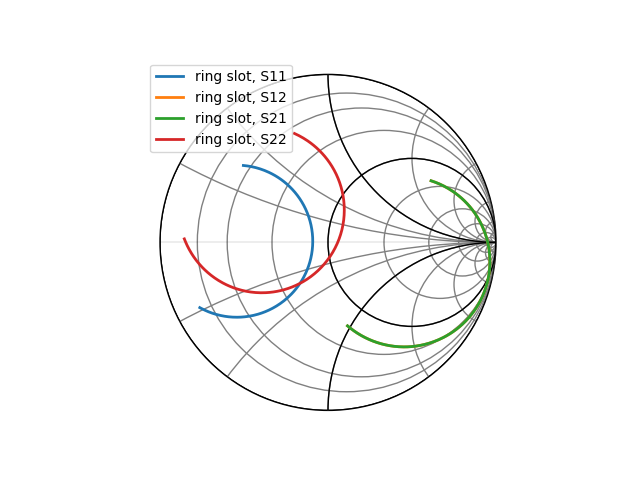 ring slot, S11
ring slot, S12
ring slot, S21
ring slot, S22